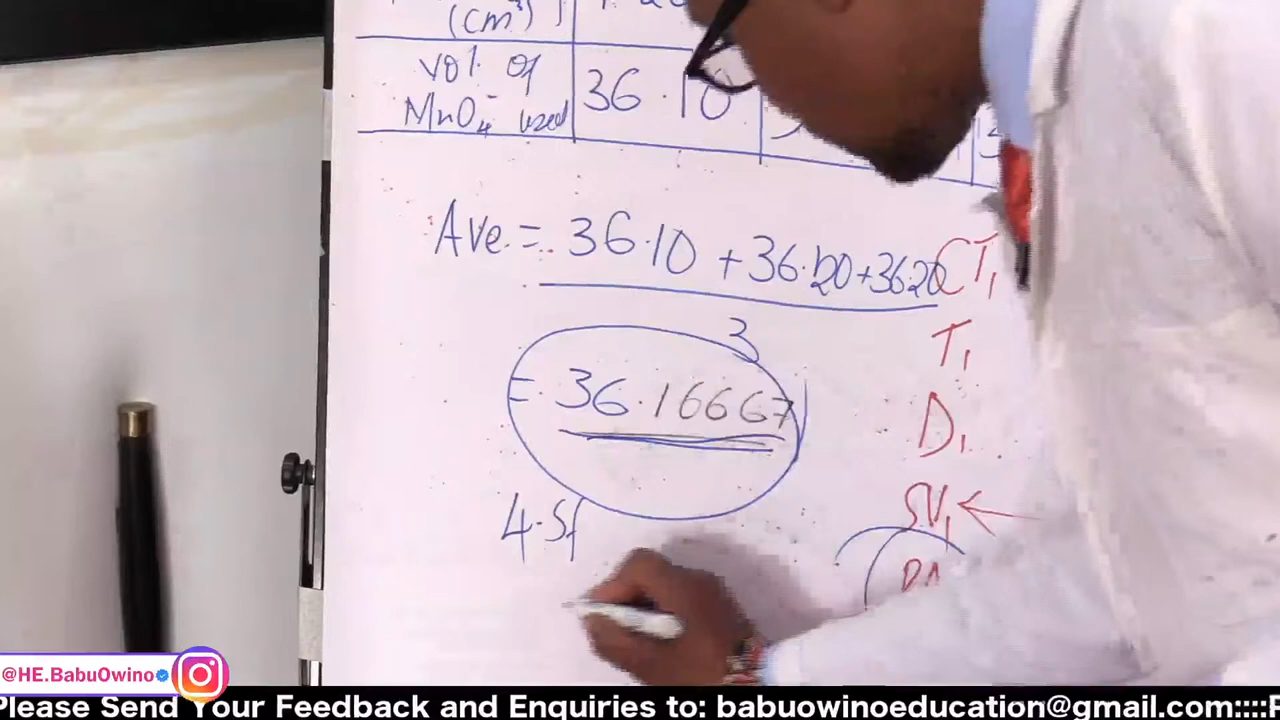 (cm³)
vol. of
MnO₄⁻ used
36.10
Ave = 36.10 + 36.20 + 36.20
3
= 36.16667
4.Sf
CT₁
T₁
D₁
SV₁ ←
@HE.BabuOwino
Please Send Your Feedback and Enquiries to: babuowinoeducation@gmail.com::::